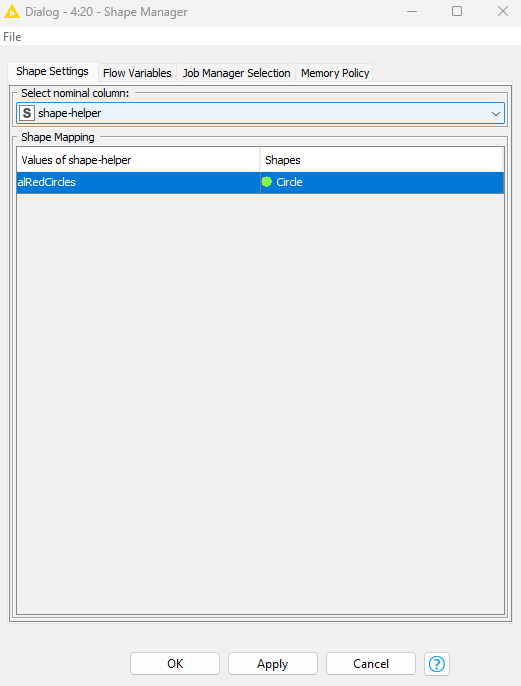 Dialog - 4:20 - Shape Manager
File
Shape Settings Flow Variables Job Manager Selection Memory Policy
Select nominal column:
S shape-helper
Shape Mapping
Values of shape-helper Shapes
alRedCircles Circle
OK Apply Cancel ?